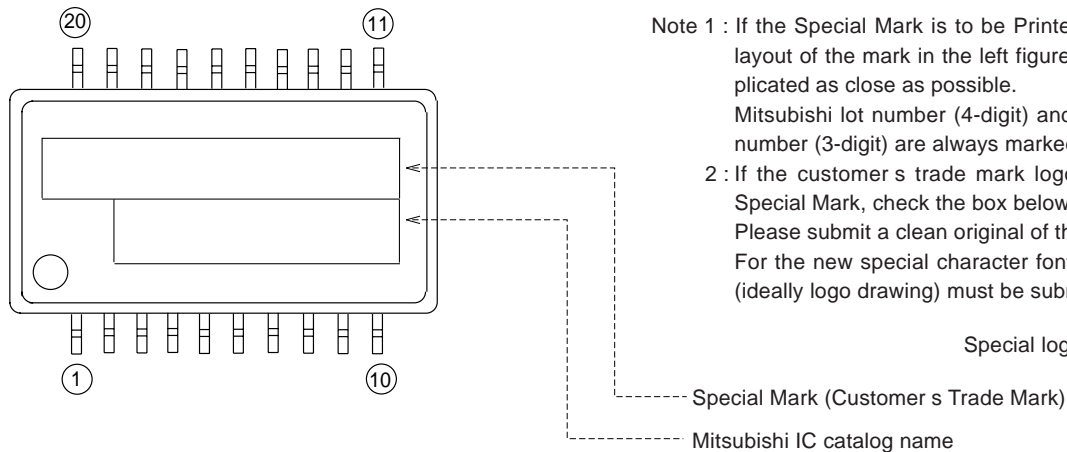 20
11
1
10
Note 1 : If the Special Mark is to be Printe
layout of the mark in the left figure
plicated as close as possible.
Mitsubishi lot number (4-digit) and
number (3-digit) are always marke
2 : If the customer s trade mark logo
Special Mark, check the box below
Please submit a clean original of th
For the new special character fon
(ideally logo drawing) must be subr
Special log
Special Mark (Customer s Trade Mark)
Mitsubishi IC catalog name